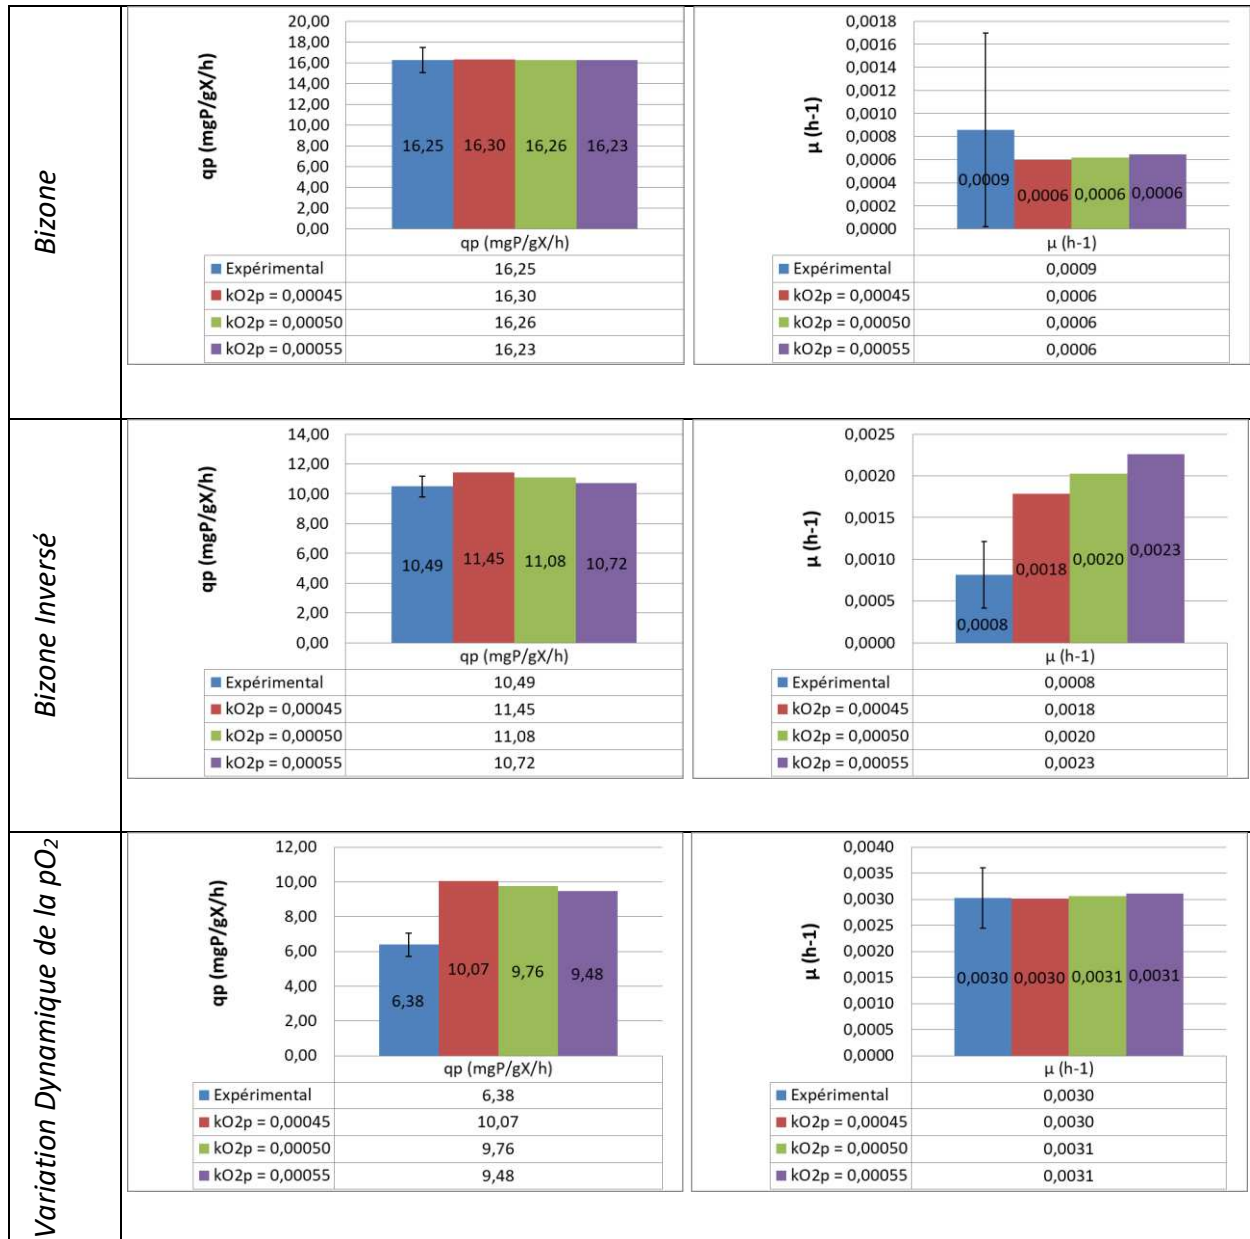 Bizone
qp (mgP/gX/h)
20,00
18,00
16,00
14,00
12,00
10,00
8,00
6,00
4,00
2,00
0,00
16,25 16,30 16,26 16,23
qp (mgP/gX/h)
Expérimental 16,25
kO2p = 0,00045 16,30
kO2p = 0,00050 16,26
kO2p = 0,00055 16,23
µ (h-1)
0,0018
0,0016
0,0014
0,0012
0,0010
0,0008
0,0006
0,0004
0,0002
0,0000
0,0009 0,0006 0,0006 0,0006
µ (h-1)
Expérimental 0,0009
kO2p = 0,00045 0,0006
kO2p = 0,00050 0,0006
kO2p = 0,00055 0,0006
Bizone Inversé
qp (mgP/gX/h)
14,00
12,00
10,00
8,00
6,00
4,00
2,00
0,00
10,49 11,45 11,08 10,72
qp (mgP/gX/h)
Expérimental 10,49
kO2p = 0,00045 11,45
kO2p = 0,00050 11,08
kO2p = 0,00055 10,72
µ (h-1)
0,0025
0,0020
0,0015
0,0010
0,0005
0,0000
0,0008 0,0018 0,0020 0,0023
µ (h-1)
Expérimental 0,0008
kO2p = 0,00045 0,0018
kO2p = 0,00050 0,0020
kO2p = 0,00055 0,0023
Variation Dynamique de la pO₂
qp (mgP/gX/h)
12,00
10,00
8,00
6,00
4,00
2,00
0,00
6,38 10,07 9,76 9,48
qp (mgP/gX/h)
Expérimental 6,38
kO2p = 0,00045 10,07
kO2p = 0,00050 9,76
kO2p = 0,00055 9,48
µ (h-1)
0,0040
0,0035
0,0030
0,0025
0,0020
0,0015
0,0010
0,0005
0,0000
0,0030 0,0030 0,0031 0,0031
µ (h-1)
Expérimental 0,0030
kO2p = 0,00045 0,0030
kO2p = 0,00050 0,0031
kO2p = 0,00055 0,0031